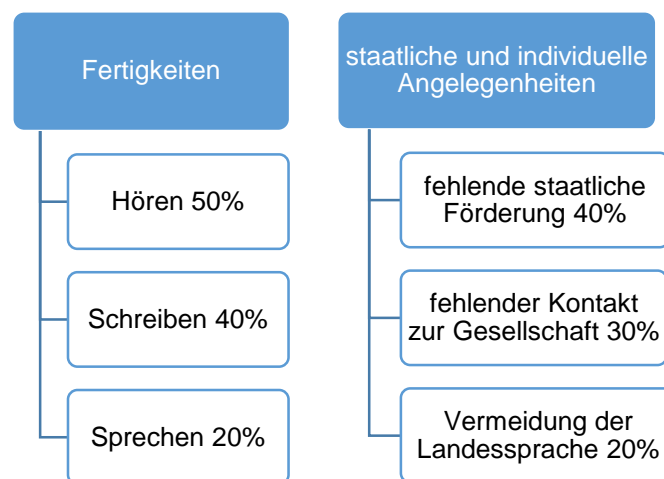 Fertigkeiten
Hören 50%
Schreiben 40%
Sprechen 20%
staatliche und individuelle
Angelegenheiten
fehlende staatliche
Förderung 40%
fehlender Kontakt
zur Gesellschaft 30%
Vermeidung der
Landessprache 20%